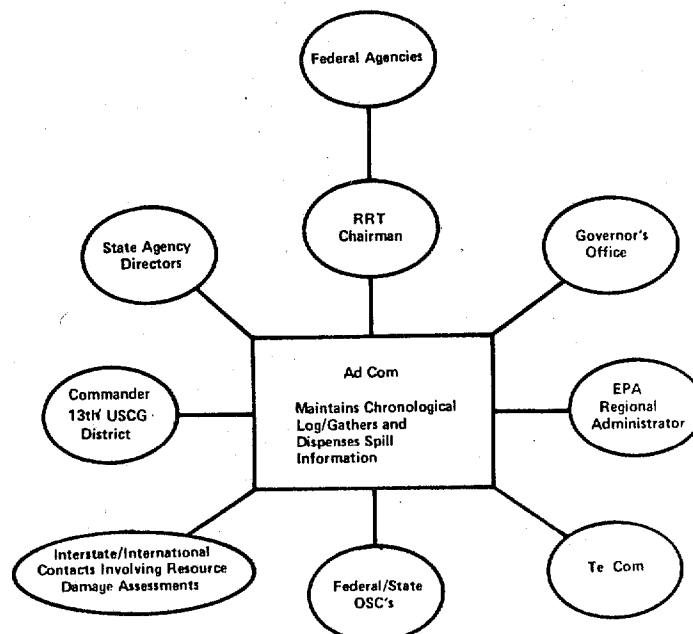 Federal Agencies
RRT
Chairman
State Agency
Directors
Governor's
Office
Ad Com
Maintains Chronological
Log/Gathers and
Dispenses Spill
Information
Commander
13th USCG
District
EPA
Regional
Administrator
Interstate/International
Contacts Involving Resource
Damage Assessments
Federal/State
OSC's
Te Com